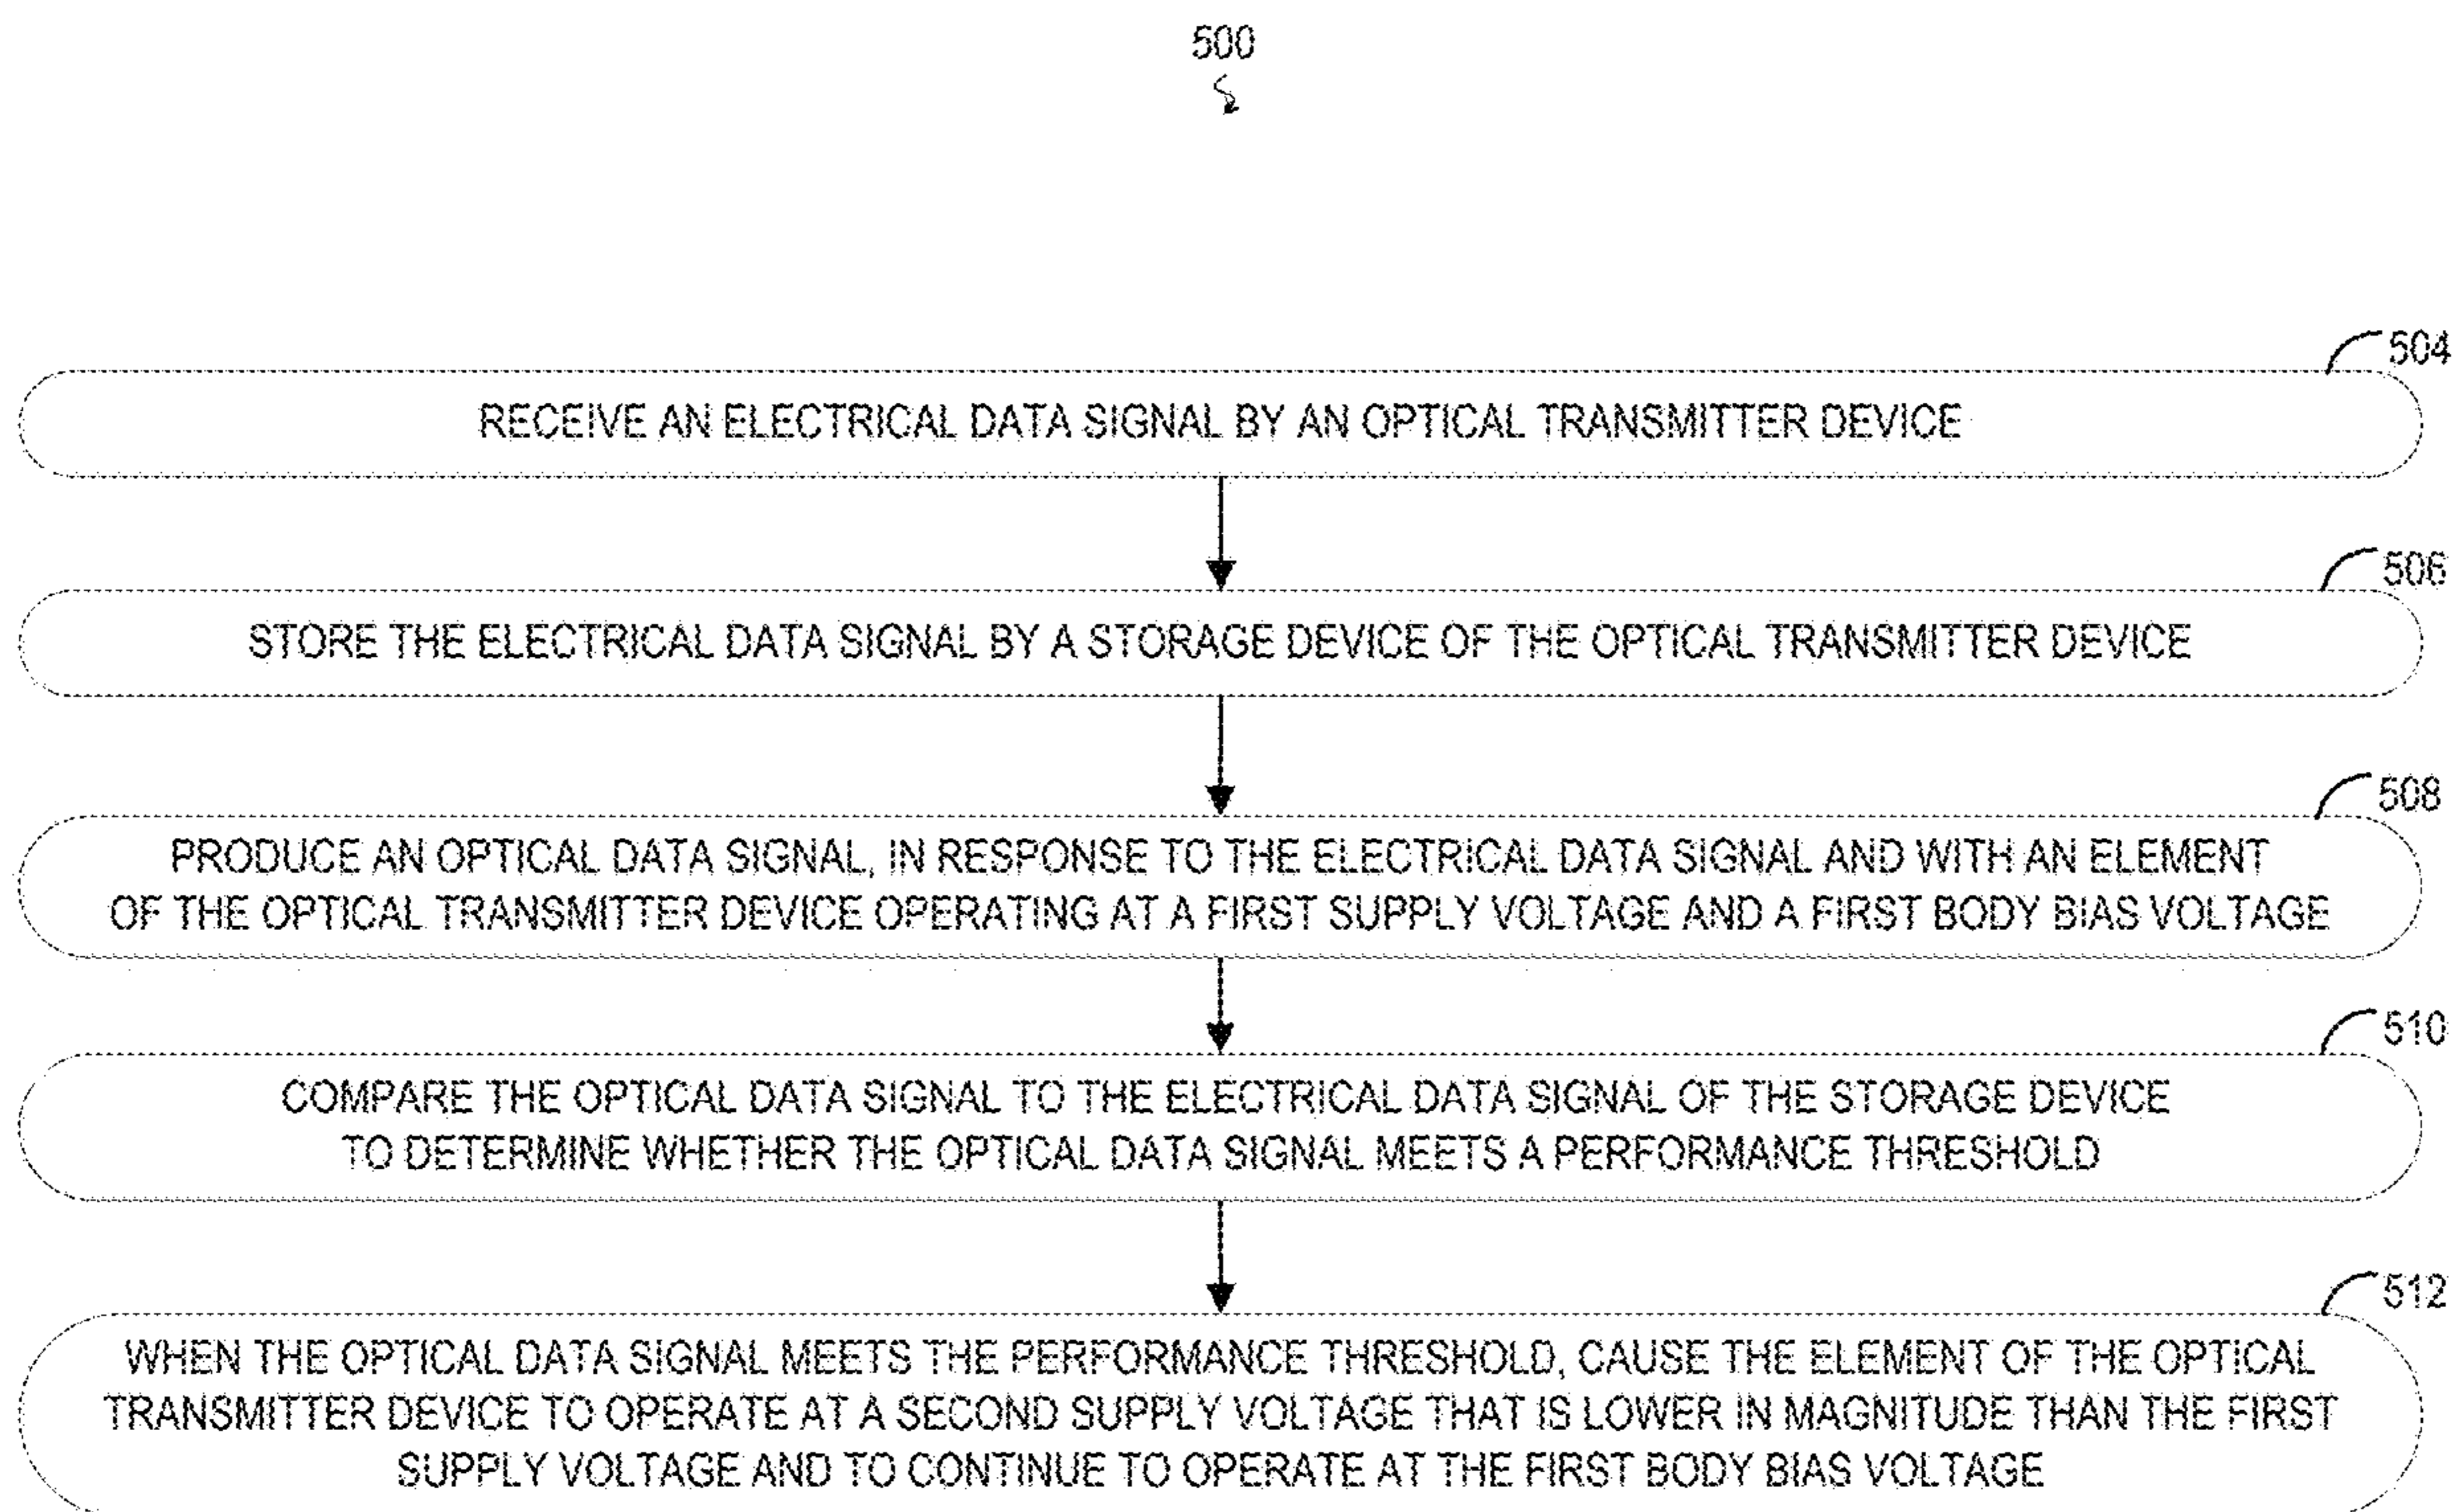 500
504
RECEIVE AN ELECTRICAL DATA SIGNAL BY AN OPTICAL TRANSMITTER DEVICE
506
STORE THE ELECTRICAL DATA SIGNAL BY A STORAGE DEVICE OF THE OPTICAL TRANSMITTER DEVICE
508
PRODUCE AN OPTICAL DATA SIGNAL, IN RESPONSE TO THE ELECTRICAL DATA SIGNAL AND WITH AN ELEMENT
OF THE OPTICAL TRANSMITTER DEVICE OPERATING AT A FIRST SUPPLY VOLTAGE AND A FIRST BODY BIAS VOLTAGE
510
COMPARE THE OPTICAL DATA SIGNAL TO THE ELECTRICAL DATA SIGNAL OF THE STORAGE DEVICE
TO DETERMINE WHETHER THE OPTICAL DATA SIGNAL MEETS A PERFORMANCE THRESHOLD
512
WHEN THE OPTICAL DATA SIGNAL MEETS THE PERFORMANCE THRESHOLD, CAUSE THE ELEMENT OF THE OPTICAL
TRANSMITTER DEVICE TO OPERATE AT A SECOND SUPPLY VOLTAGE THAT IS LOWER IN MAGNITUDE THAN THE FIRST
SUPPLY VOLTAGE AND TO CONTINUE TO OPERATE AT THE FIRST BODY BIAS VOLTAGE